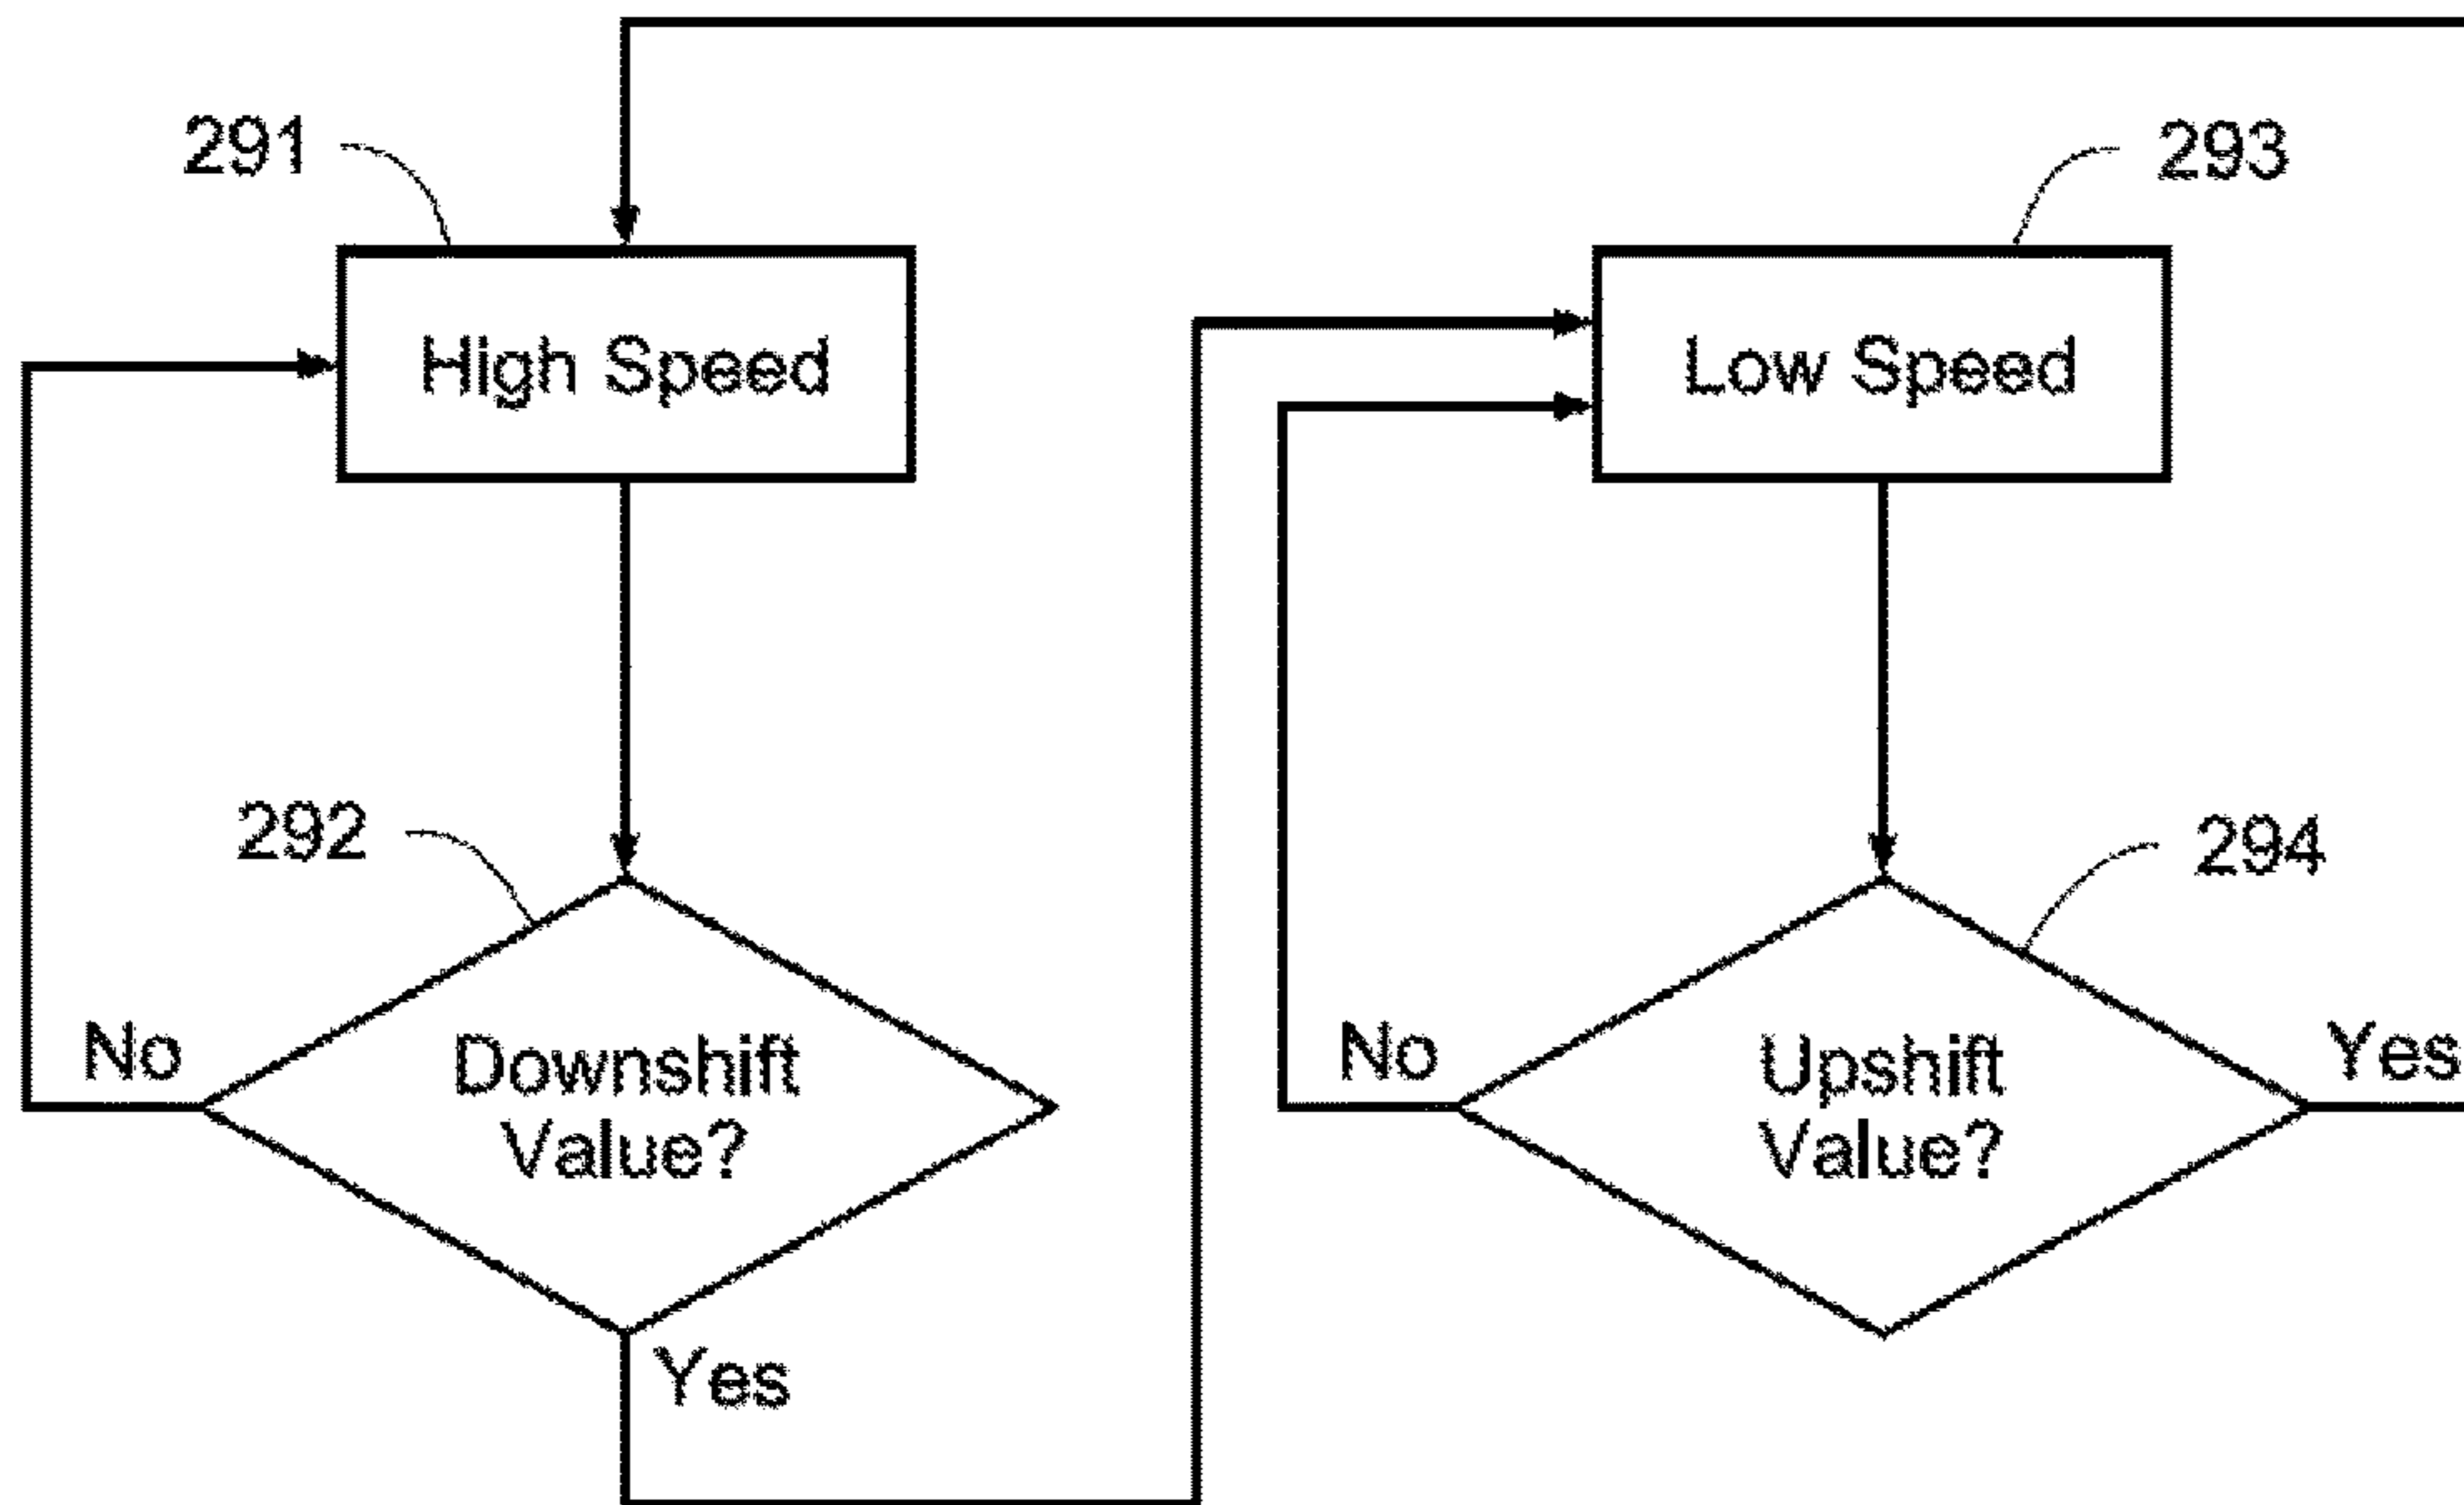 291
293
High Speed
Low Speed
292
294
No
Downshift
Value?
No
Upshift
Value?
Yes
Yes